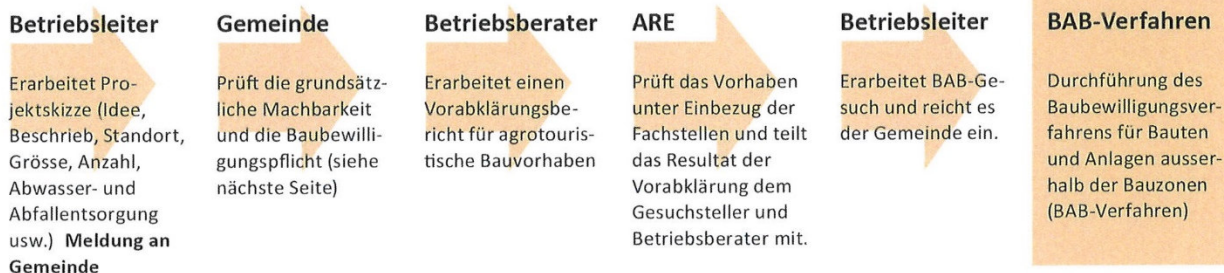 Betriebsleiter
Erarbeitet Pro-
jektskizze (Idee,
Beschrieb, Standort,
Grösse, Anzahl,
Abwasser- und
Abfallentsorgung
usw.) Meldung an
Gemeinde
Gemeinde
Prüft die grundsätz-
liche Machbarkeit
und die Baubewilli-
gungspflicht (siehe
nächste Seite)
Betriebsberater
Erarbeitet einen
Vorabklärungsbe-
richt für agrotouris-
tische Bauvorhaben
ARE
Prüft das Vorhaben
unter Einbezug der
Fachstellen und teilt
das Resultat der
Vorabklärung dem
Gesuchsteller und
Betriebsberater mit.
Betriebsleiter
Erarbeitet BAB-Ge-
such und reicht es
der Gemeinde ein.
BAB-Verfahren
Durchführung des
Baubewilligungsver-
fahrens für Bauten
und Anlagen ausser-
halb der Bauzonen
(BAB-Verfahren)